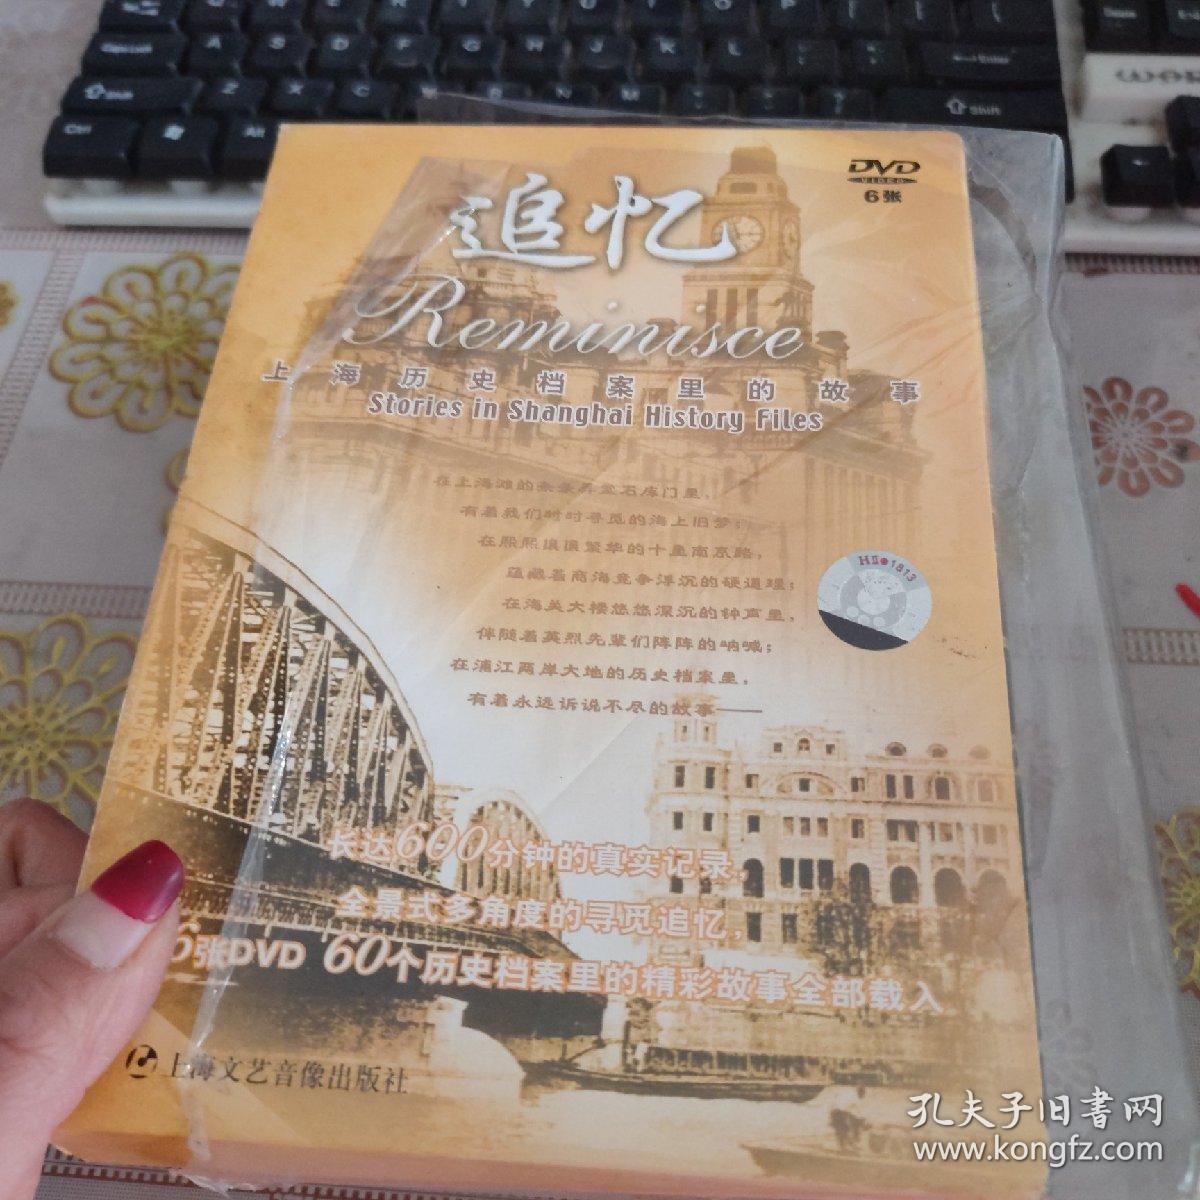 DVD
VIDEO
6张
追忆
Reminisce
上海历史档案里的故事
Stories in Shanghai History Files
在上海滩的条条弄堂石库门里，
有着我们时时寻觅的海上旧梦；
在熙熙攘攘繁华的十里南京路，
蕴藏着商海竞争浮沉的硬道理；
在海关大楼悠悠深沉的钟声里，
伴随着英烈先辈们阵阵的呐喊；
在浦江两岸大地的历史档案里，
有着永远诉说不尽的故事——
长达600分钟的真实记录，
全景式多角度的寻觅追忆，
6张DVD 60个历史档案里的精彩故事全部载入
上海文艺音像出版社
孔夫子旧書网
www.kongfz.com